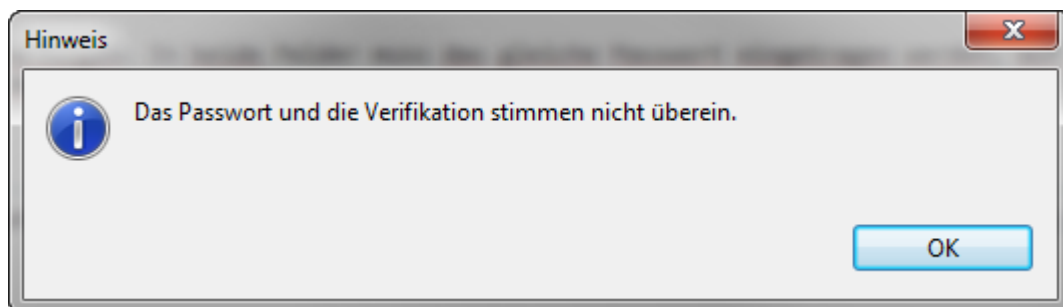 Hinweis
Das Passwort und die Verifikation stimmen nicht überein.
OK